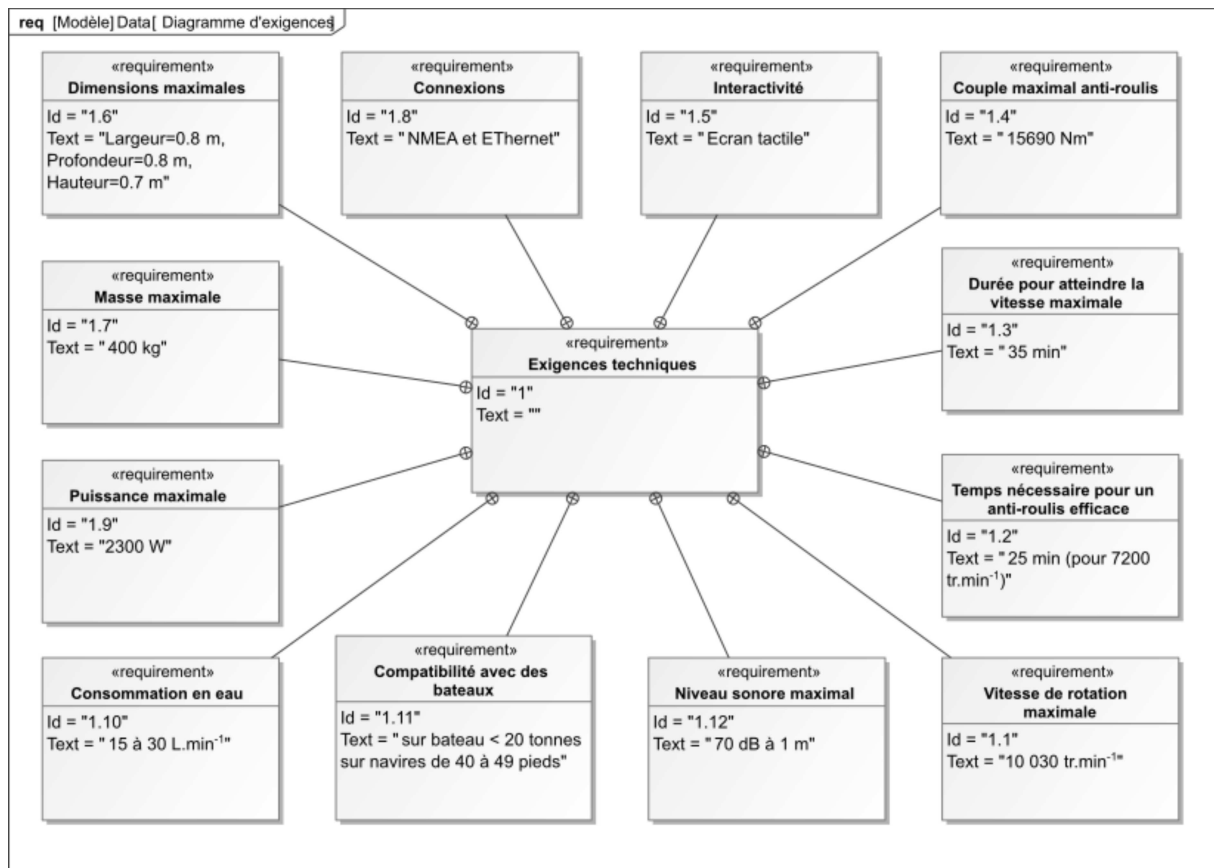 req [Modèle] Data[ Diagramme d'exigences]
«requirement»
Dimensions maximales
Id = "1.6"
Text = "Largeur=0.8 m,
Profondeur=0.8 m,
Hauteur=0.7 m"
«requirement»
Connexions
Id = "1.8"
Text = "NMEA et EThernet"
«requirement»
Interactivité
Id = "1.5"
Text = "Ecran tactile"
«requirement»
Couple maximal anti-roulis
Id = "1.4"
Text = "15690 Nm"
«requirement»
Masse maximale
Id = "1.7"
Text = "400 kg"
«requirement»
Exigences techniques
Id = "1"
Text = ""
«requirement»
Durée pour atteindre la
vitesse maximale
Id = "1.3"
Text = "35 min"
«requirement»
Puissance maximale
Id = "1.9"
Text = "2300 W"
«requirement»
Temps nécessaire pour un
anti-roulis efficace
Id = "1.2"
Text = "25 min (pour 7200
tr.min⁻¹)"
«requirement»
Consommation en eau
Id = "1.10"
Text = "15 à 30 L.min⁻¹"
«requirement»
Compatibilité avec des
bateaux
Id = "1.11"
Text = "sur bateau < 20 tonnes
sur navires de 40 à 49 pieds"
«requirement»
Niveau sonore maximal
Id = "1.12"
Text = "70 dB à 1 m"
«requirement»
Vitesse de rotation
maximale
Id = "1.1"
Text = "10 030 tr.min⁻¹"